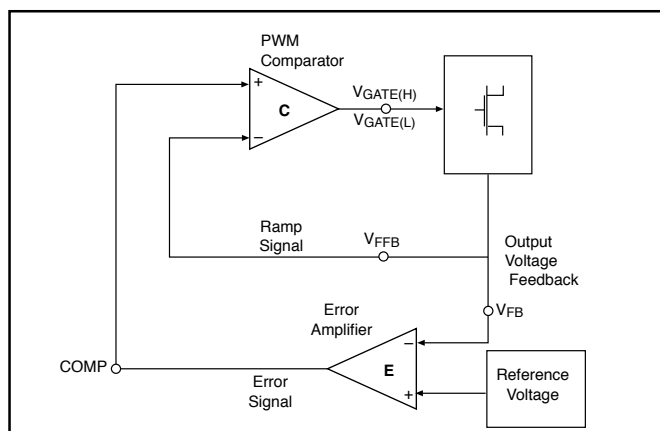 PWM
Comparator
+
C
−
VGATE(H)
VGATE(L)
Ramp
Signal
VFFB
Output
Voltage
Feedback
VFB
Error
Amplifier
−
E
+
COMP
Error
Signal
Reference
Voltage